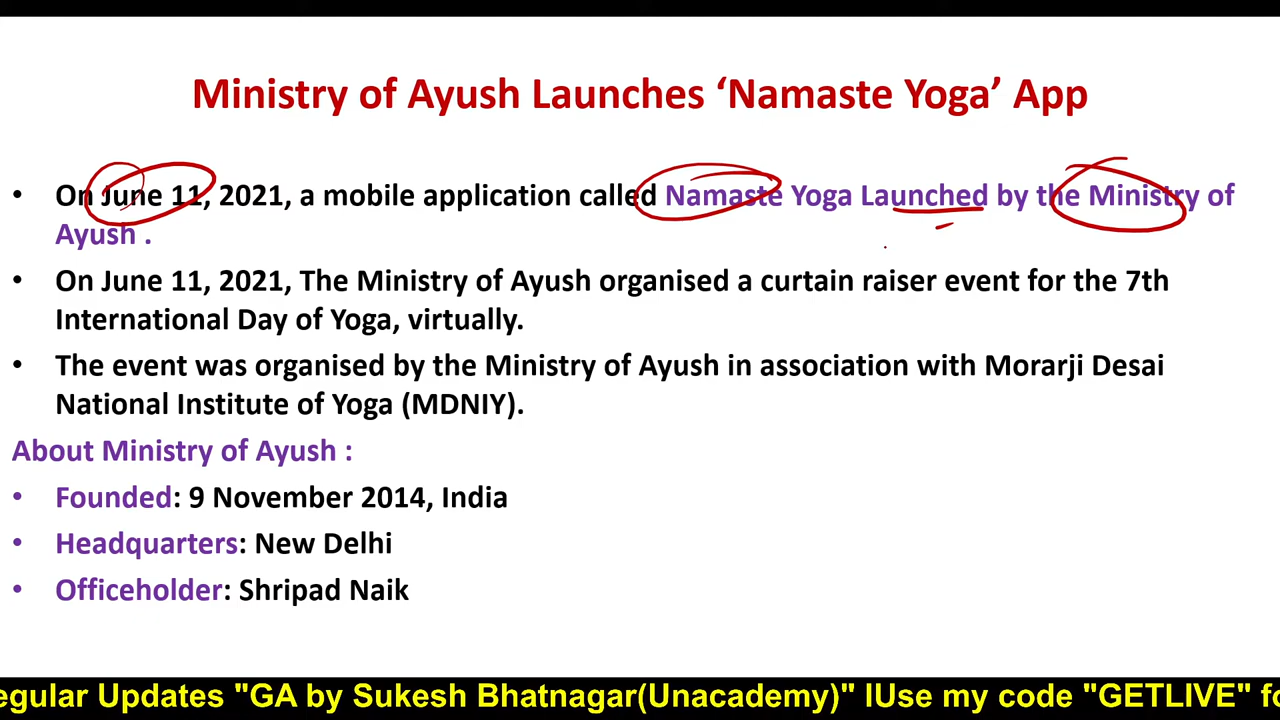 Ministry of Ayush Launches ‘Namaste Yoga’ App
• On June 11, 2021, a mobile application called Namaste Yoga Launched by the Ministry of
Ayush .
• On June 11, 2021, The Ministry of Ayush organised a curtain raiser event for the 7th
International Day of Yoga, virtually.
• The event was organised by the Ministry of Ayush in association with Morarji Desai
National Institute of Yoga (MDNIY).
About Ministry of Ayush :
• Founded: 9 November 2014, India
• Headquarters: New Delhi
• Officeholder: Shripad Naik
egular Updates "GA by Sukesh Bhatnagar(Unacademy)" IUse my code "GETLIVE" fo